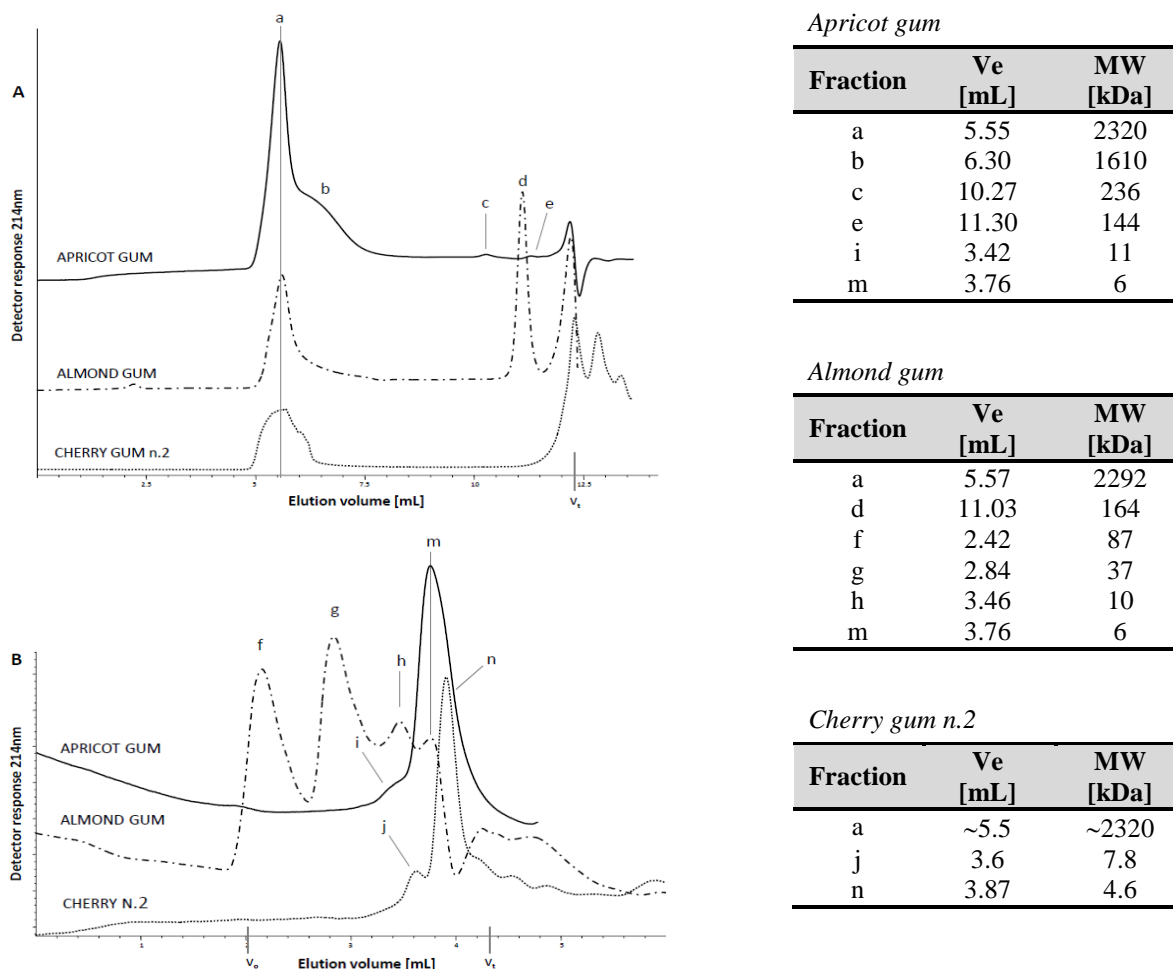 a
A
Detector response 214nm
b
c
d
e
APRICOT GUM
ALMOND GUM
CHERRY GUM n.2
2.5 5 7.5 10 12.5
Elution volume [mL]
Vt
B
Detector response 214nm
m
f
g
h
n
i
j
APRICOT GUM
ALMOND GUM
CHERRY N.2
1 3 4 5
Vo Elution volume [mL] Vt
Apricot gum
Fraction Ve [mL] MW [kDa]
a 5.55 2320
b 6.30 1610
c 10.27 236
e 11.30 144
i 3.42 11
m 3.76 6
Almond gum
Fraction Ve [mL] MW [kDa]
a 5.57 2292
d 11.03 164
f 2.42 87
g 2.84 37
h 3.46 10
m 3.76 6
Cherry gum n.2
Fraction Ve [mL] MW [kDa]
a ~5.5 ~2320
j 3.6 7.8
n 3.87 4.6